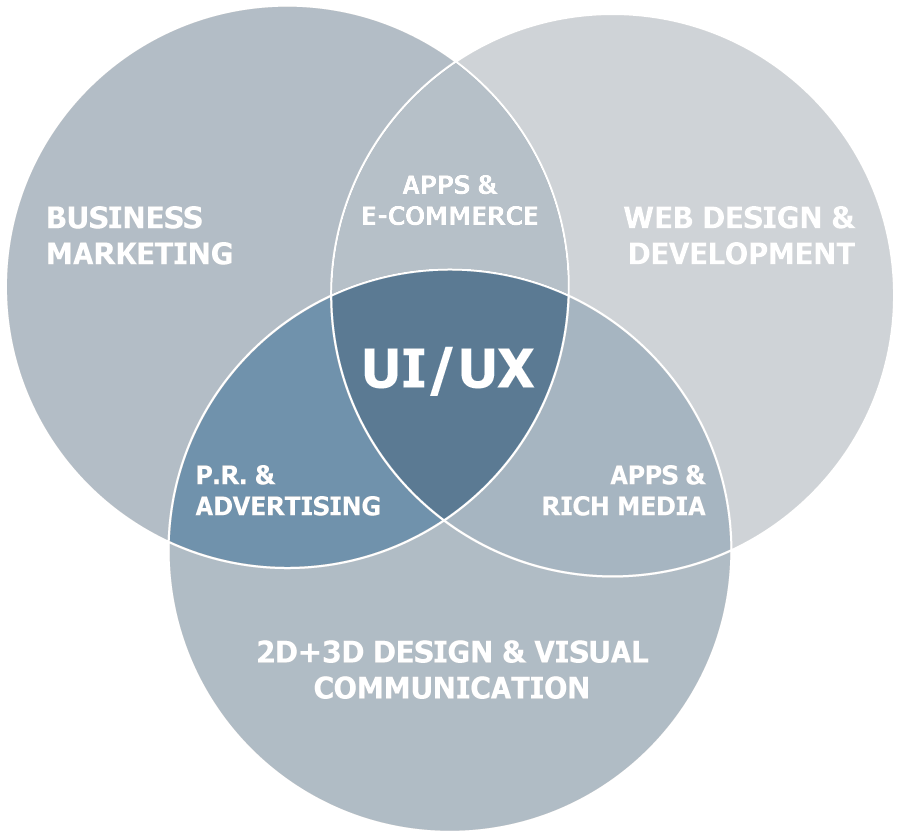 BUSINESS
MARKETING
APPS &
E-COMMERCE
WEB DESIGN &
DEVELOPMENT
UI/UX
P.R. &
ADVERTISING
APPS &
RICH MEDIA
2D+3D DESIGN & VISUAL
COMMUNICATION